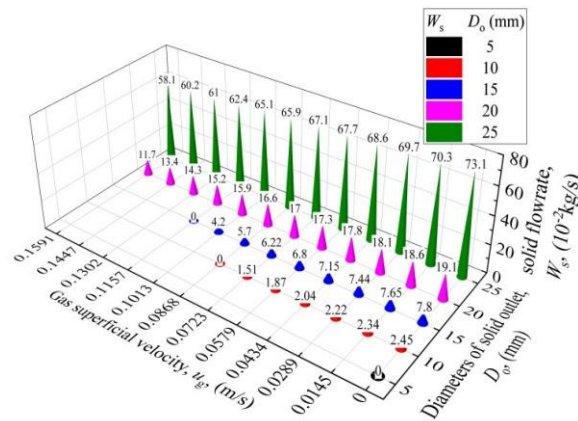 Wₛ Dₒ (mm)
5
10
15
20
25
58.1 60.2 61 62.4 65.1 65.9 67.1 67.7 68.6 69.7 70.3 73.1
11.7 13.4 14.3 15.2 15.9 16.6 17 17.3 17.8 18.1 18.6 19.1
0 4.2 5.7 6.22 6.8 7.15 7.44 7.65 7.8
0 1.51 1.87 2.04 2.22 2.34 2.45
0
80
60
40
20
0
solid flowrate,
Wₛ, (10⁻²kg/s)
25
20
15
10
5
Diameters of solid outlet,
Dₒ, (mm)
0.1591
0.1447
0.1302
0.1157
0.1013
0.0868
0.0723
0.0579
0.0434
0.0289
0.0145
0
Gas superficial velocity, u_g, (m/s)